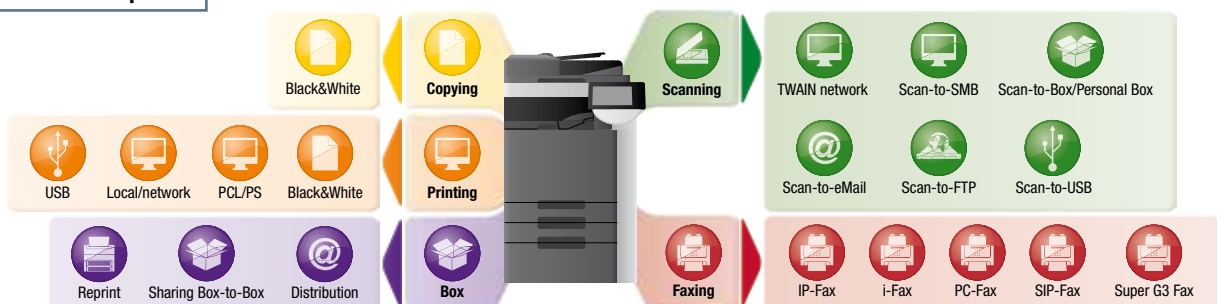 Black&White
Copying
Scanning
TWAIN network
Scan-to-SMB
Scan-to-Box/Personal Box
USB
Local/network
PCL/PS
Black&White
Printing
Scan-to-eMail
Scan-to-FTP
Scan-to-USB
Reprint
Sharing Box-to-Box
Distribution
Box
Faxing
IP-Fax
i-Fax
PC-Fax
SIP-Fax
Super G3 Fax